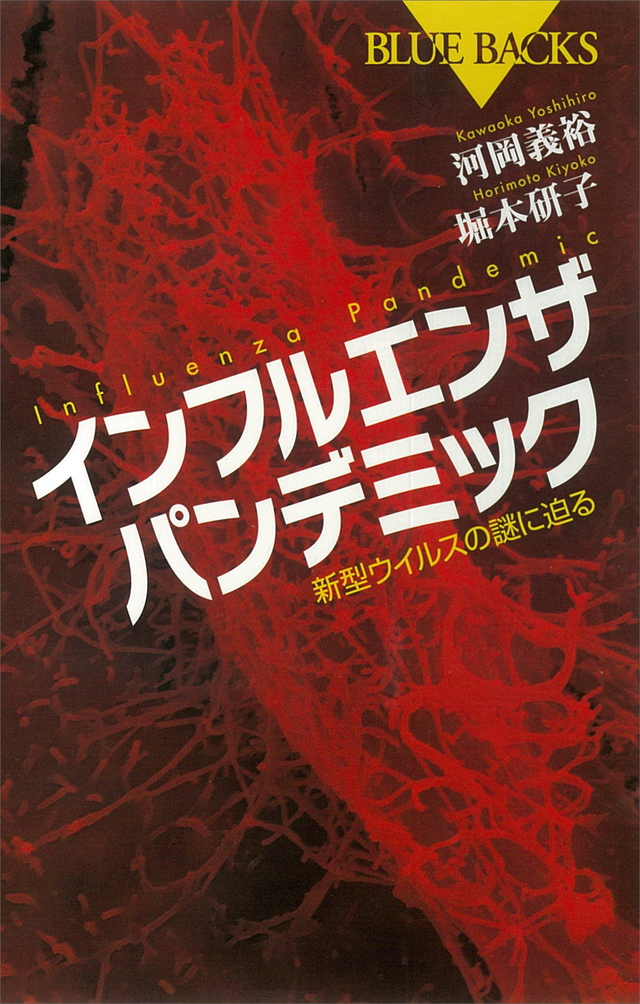 BLUE BACKS
Kawaoka Yoshihiro
河岡義裕
Horimoto Kiyoko
堀本研子
Influenza Pandemic
インフルエンザ
パンデミック
新型ウイルスの謎に迫る